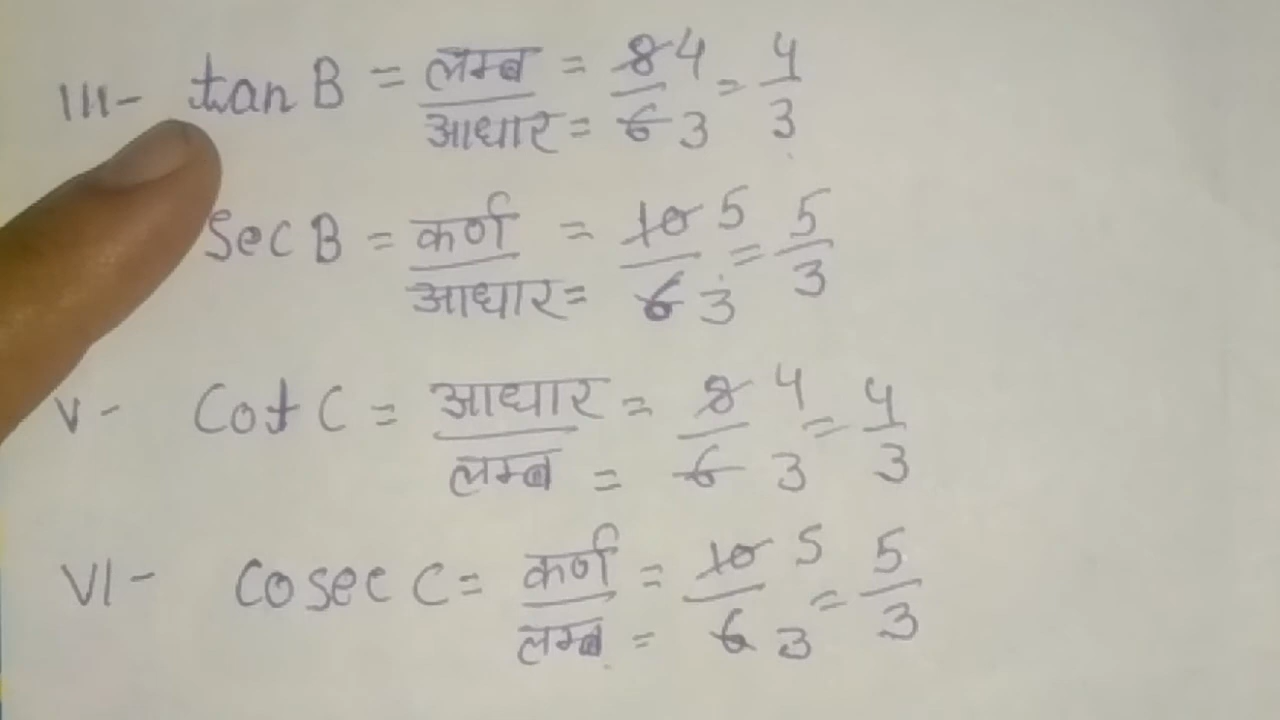 III- tan B = लम्ब / आधार = 8 4 / 6 3 = 4 / 3
Sec B = कर्ण / आधार = 10 5 / 6 3 = 5 / 3
V- Cot C = आधार / लम्ब = 8 4 / 6 3 = 4 / 3
VI- Cosec C = कर्ण / लम्ब = 10 5 / 6 3 = 5 / 3